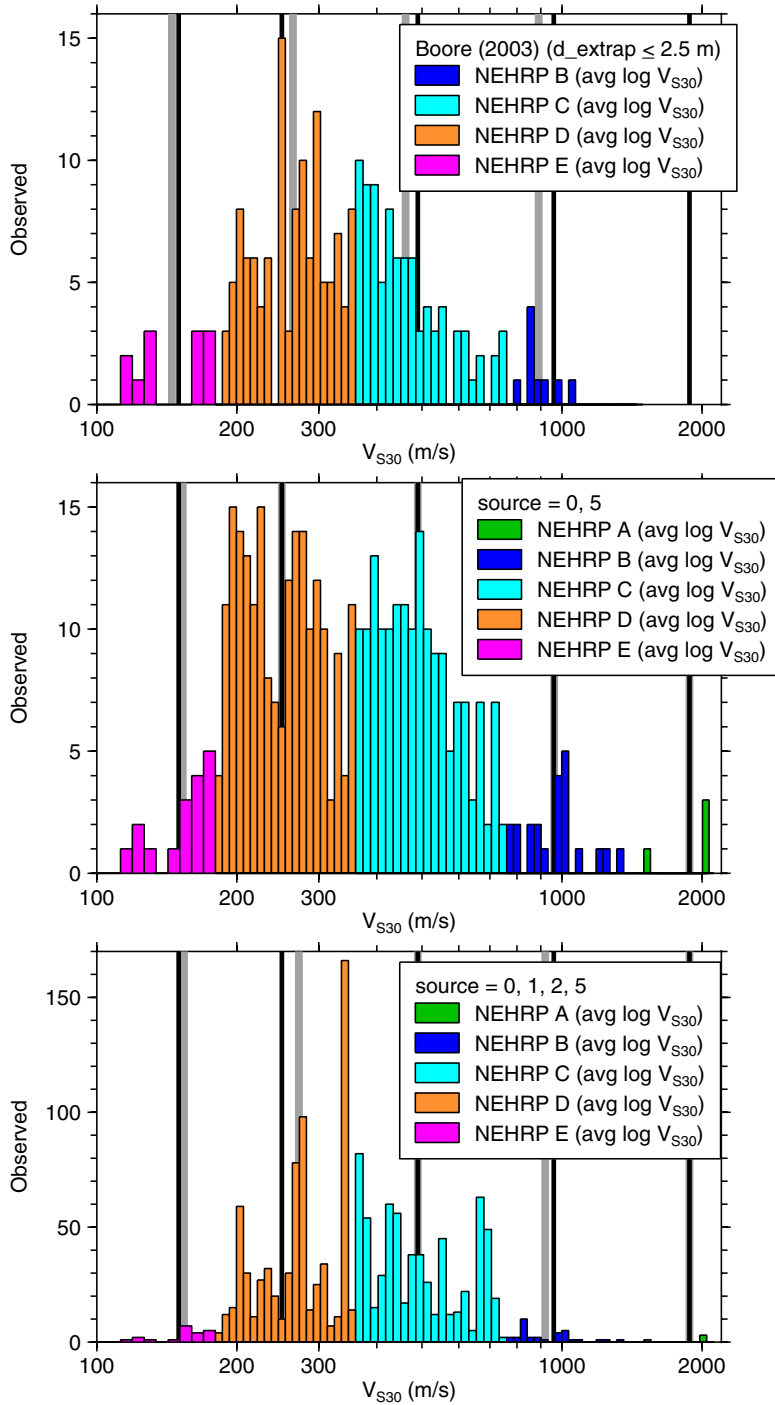 15
10
5
0
Observed
Boore (2003) (d_extrap ≤ 2.5 m)
NEHRP B (avg log V_S30)
NEHRP C (avg log V_S30)
NEHRP D (avg log V_S30)
NEHRP E (avg log V_S30)
100 200 300 1000 2000
V_S30 (m/s)
15
10
5
0
Observed
source = 0, 5
NEHRP A (avg log V_S30)
NEHRP B (avg log V_S30)
NEHRP C (avg log V_S30)
NEHRP D (avg log V_S30)
NEHRP E (avg log V_S30)
100 200 300 1000 2000
V_S30 (m/s)
150
100
50
0
Observed
source = 0, 1, 2, 5
NEHRP A (avg log V_S30)
NEHRP B (avg log V_S30)
NEHRP C (avg log V_S30)
NEHRP D (avg log V_S30)
NEHRP E (avg log V_S30)
100 200 300 1000 2000
V_S30 (m/s)